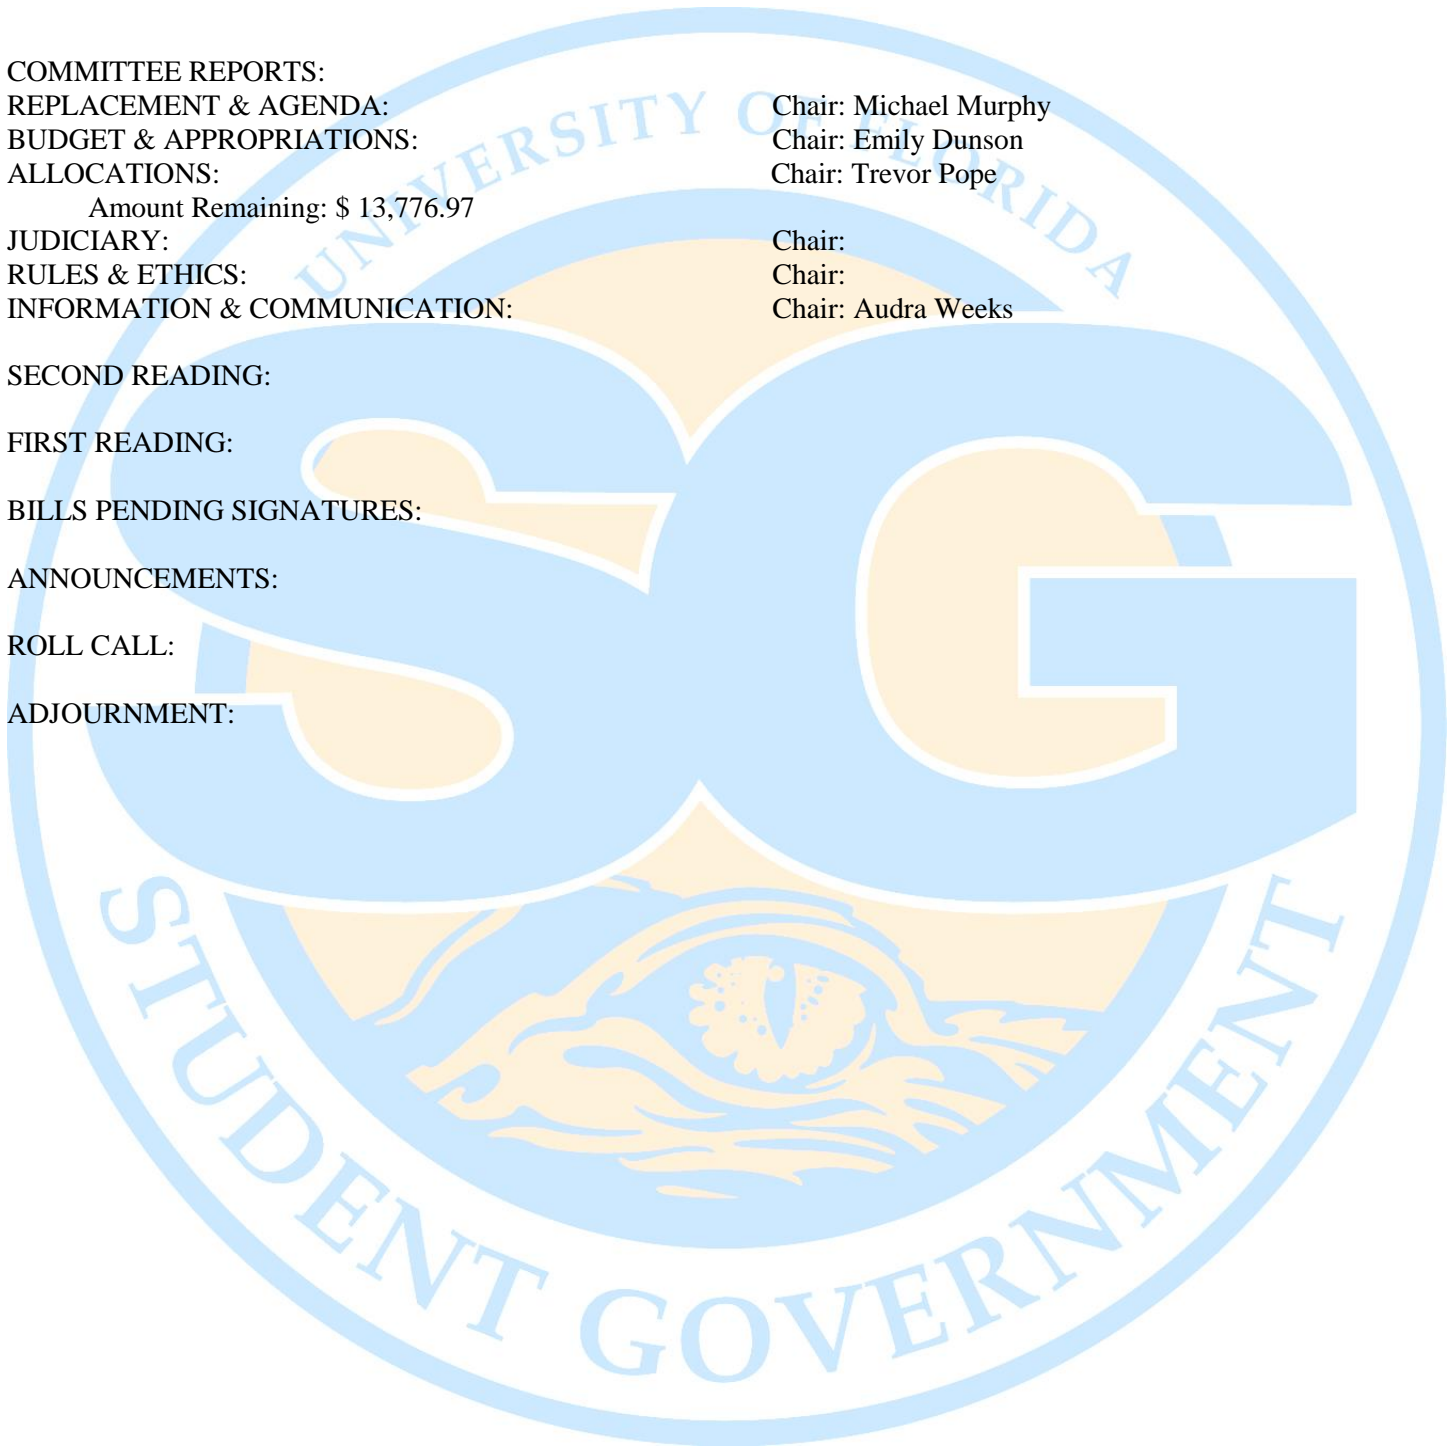 COMMITTEE REPORTS:
REPLACEMENT & AGENDA: Chair: Michael Murphy
BUDGET & APPROPRIATIONS: Chair: Emily Dunson
ALLOCATIONS: Chair: Trevor Pope
Amount Remaining: $ 13,776.97
JUDICIARY: Chair:
RULES & ETHICS: Chair:
INFORMATION & COMMUNICATION: Chair: Audra Weeks
SECOND READING:
FIRST READING:
BILLS PENDING SIGNATURES:
ANNOUNCEMENTS:
ROLL CALL:
ADJOURNMENT:
UNIVERSITY OF FLORIDA
SG
STUDENT GOVERNMENT